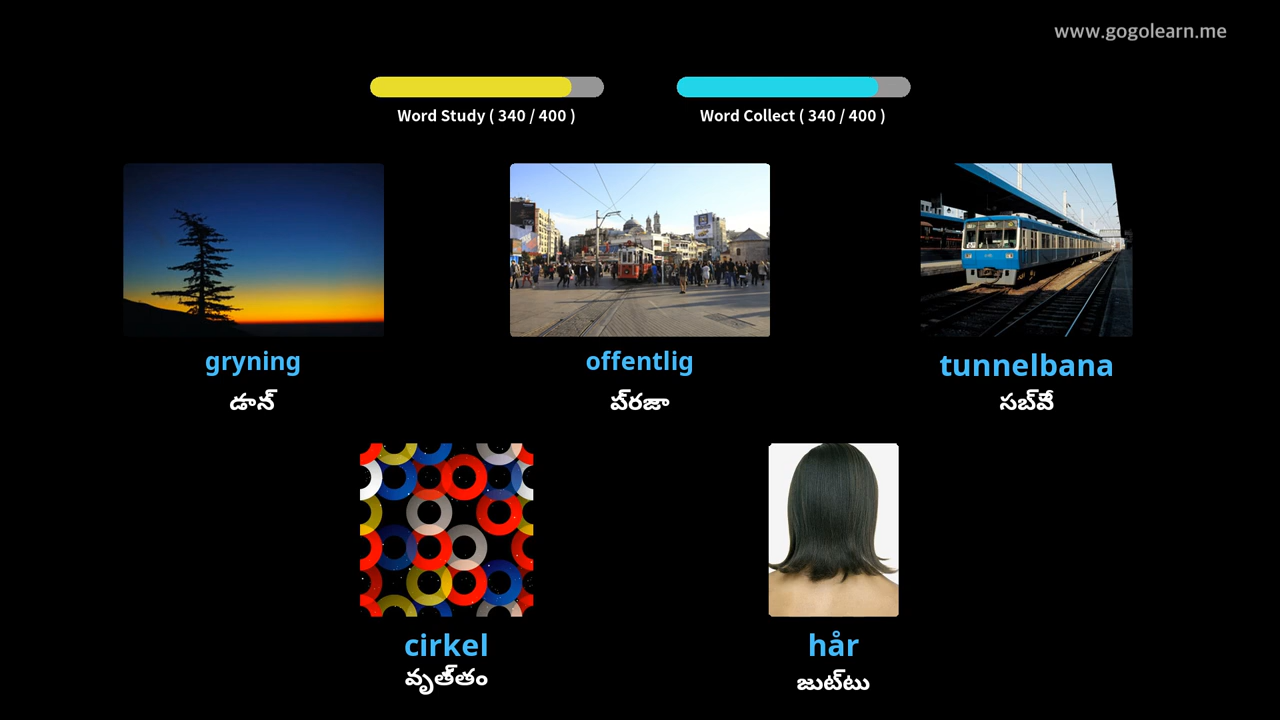 www.gogolearn.me
Word Study ( 340 / 400 )
Word Collect ( 340 / 400 )
gryning
offentlig
tunnelbana
డాన్
ప్రజా
సబ్‌వే
cirkel
hår
వృత్తం
జుట్టు